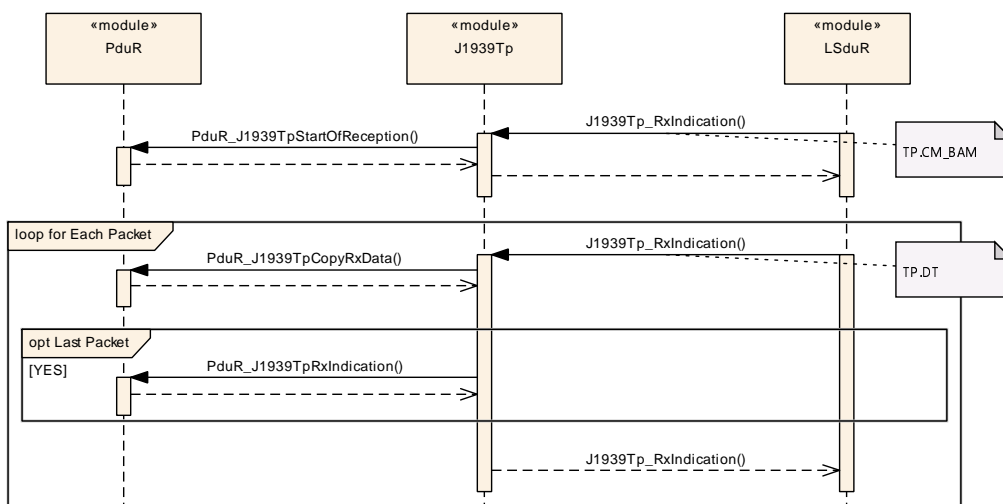 «module»
PduR
«module»
J1939Tp
«module»
LSduR
J1939Tp_RxIndication()
PduR_J1939TpStartOfReception()
TP.CM_BAM
loop for Each Packet
J1939Tp_RxIndication()
PduR_J1939TpCopyRxData()
TP.DT
opt Last Packet
[YES]
PduR_J1939TpRxIndication()
J1939Tp_RxIndication()